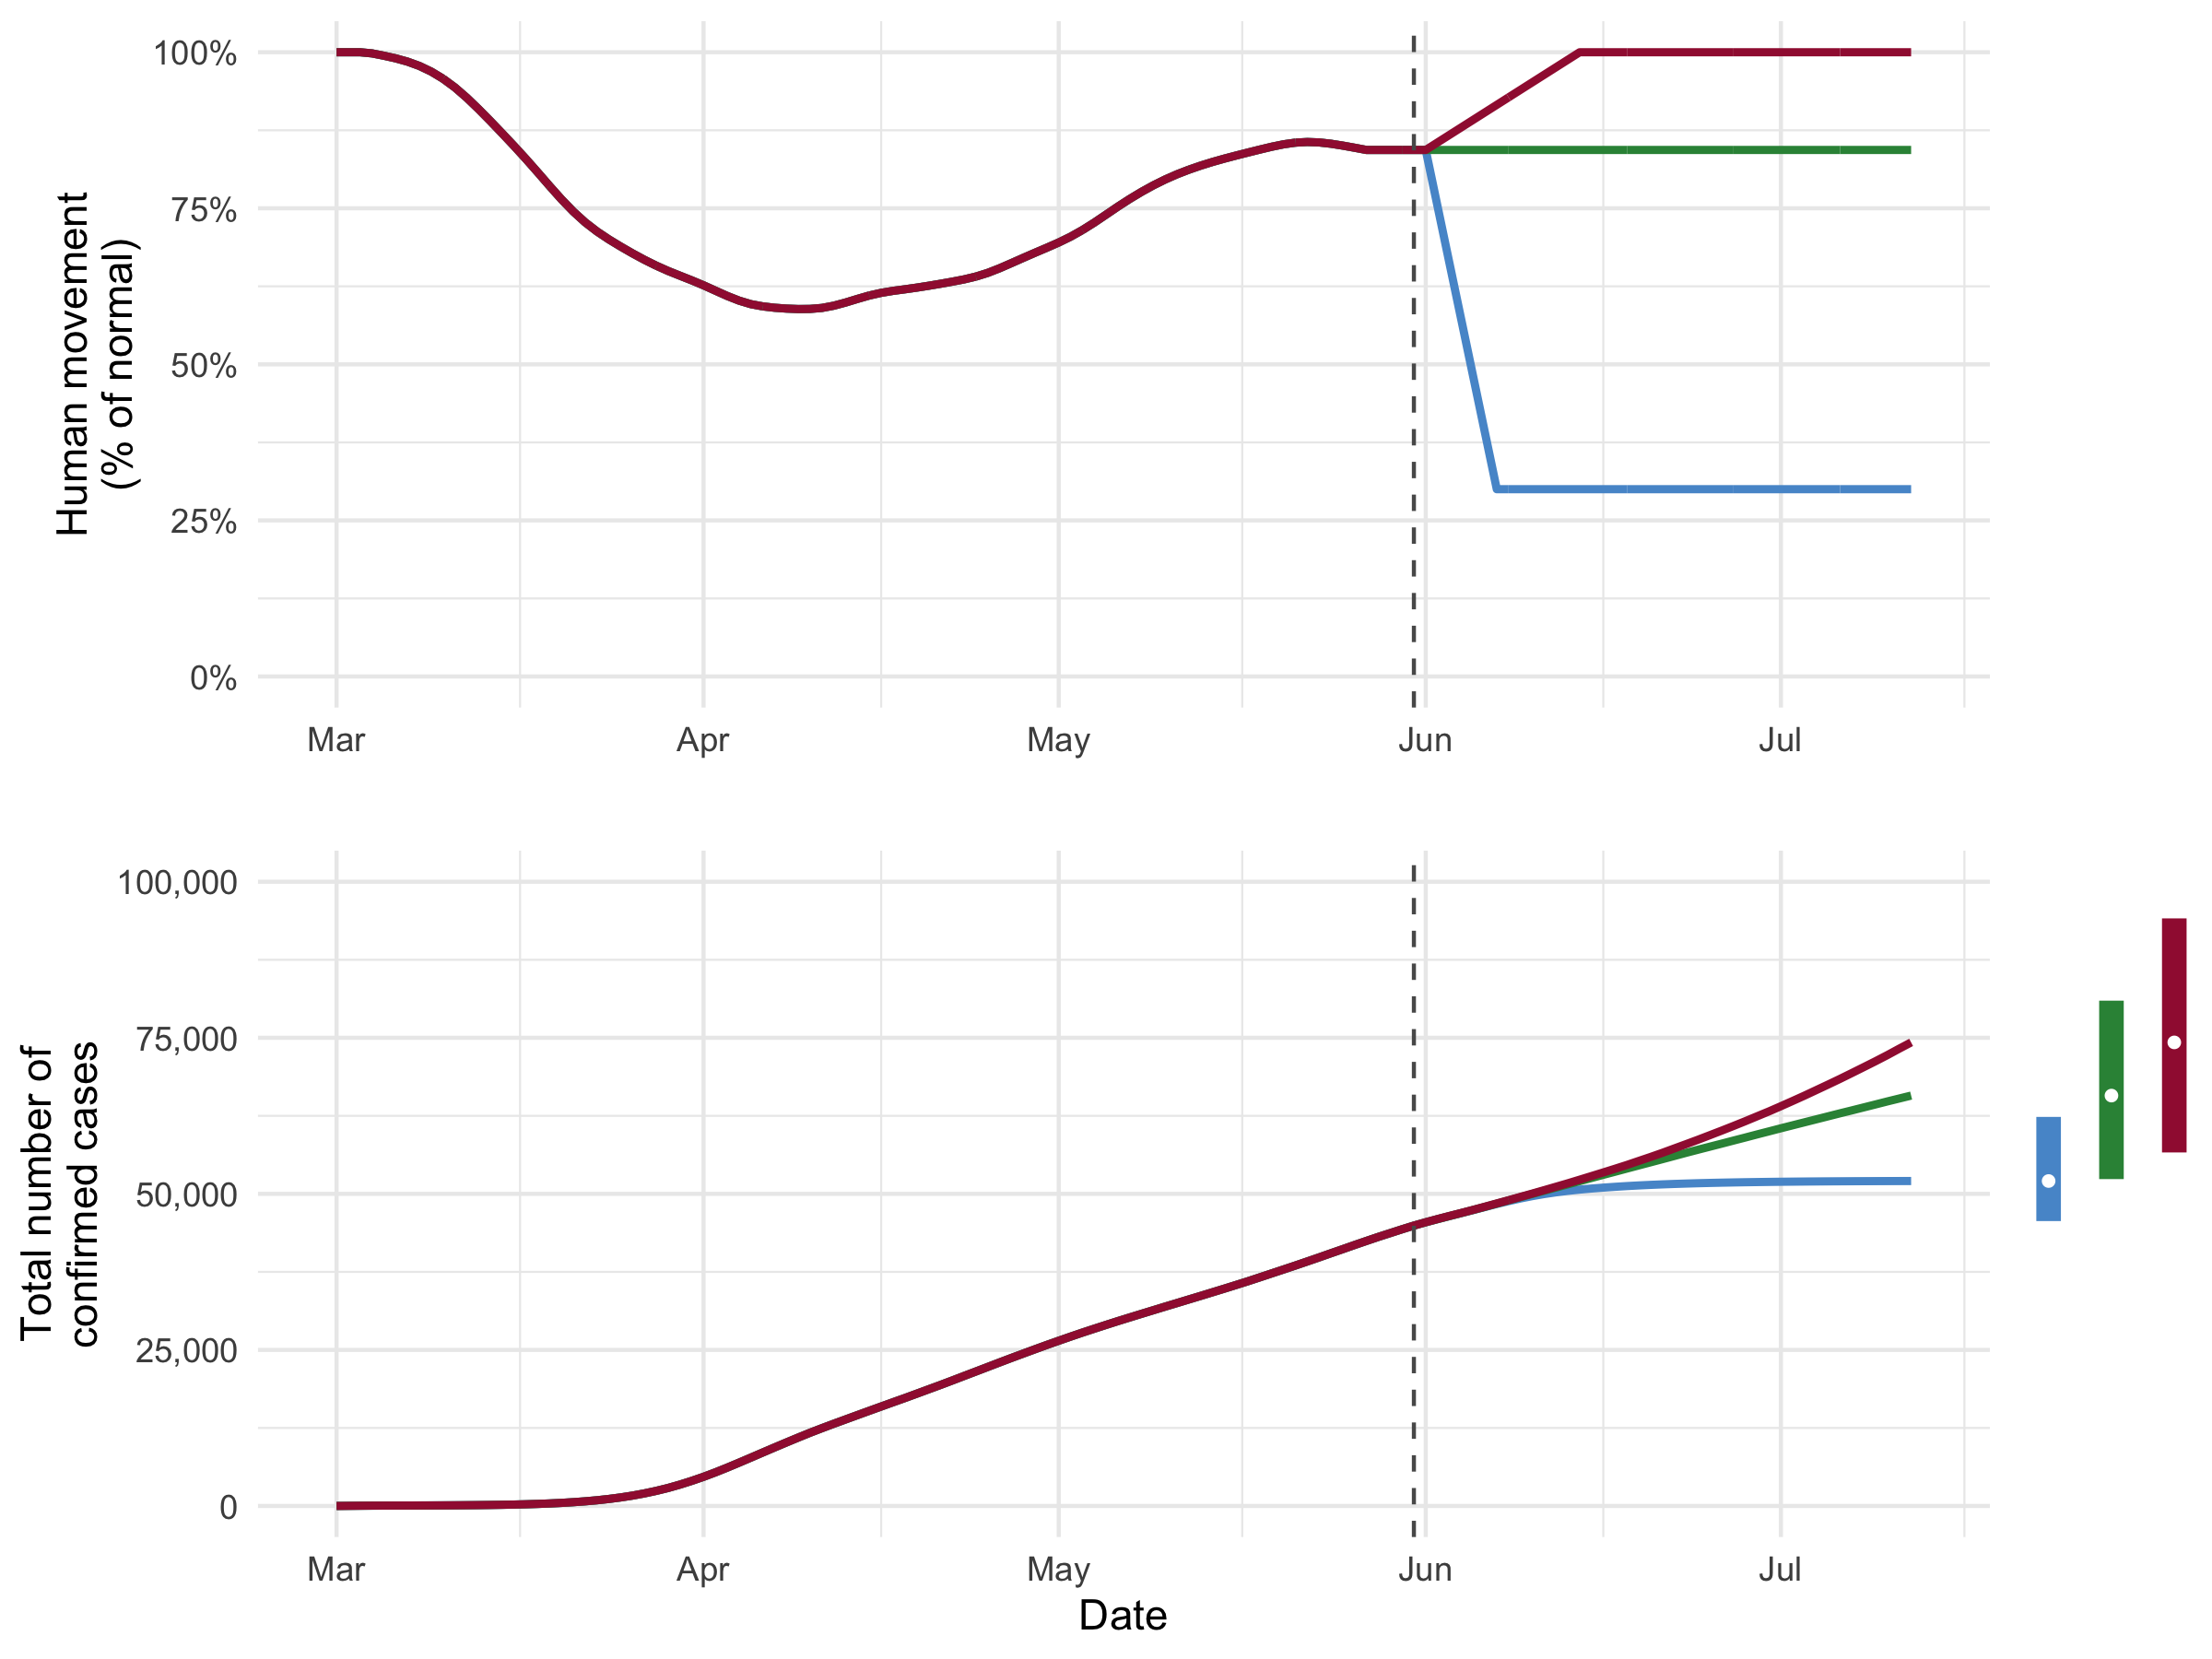 Human movement
(% of normal)
100%
75%
50%
25%
0%
Mar Apr May Jun Jul
Total number of
confirmed cases
100,000
75,000
50,000
25,000
0
Mar Apr May Jun Jul
Date